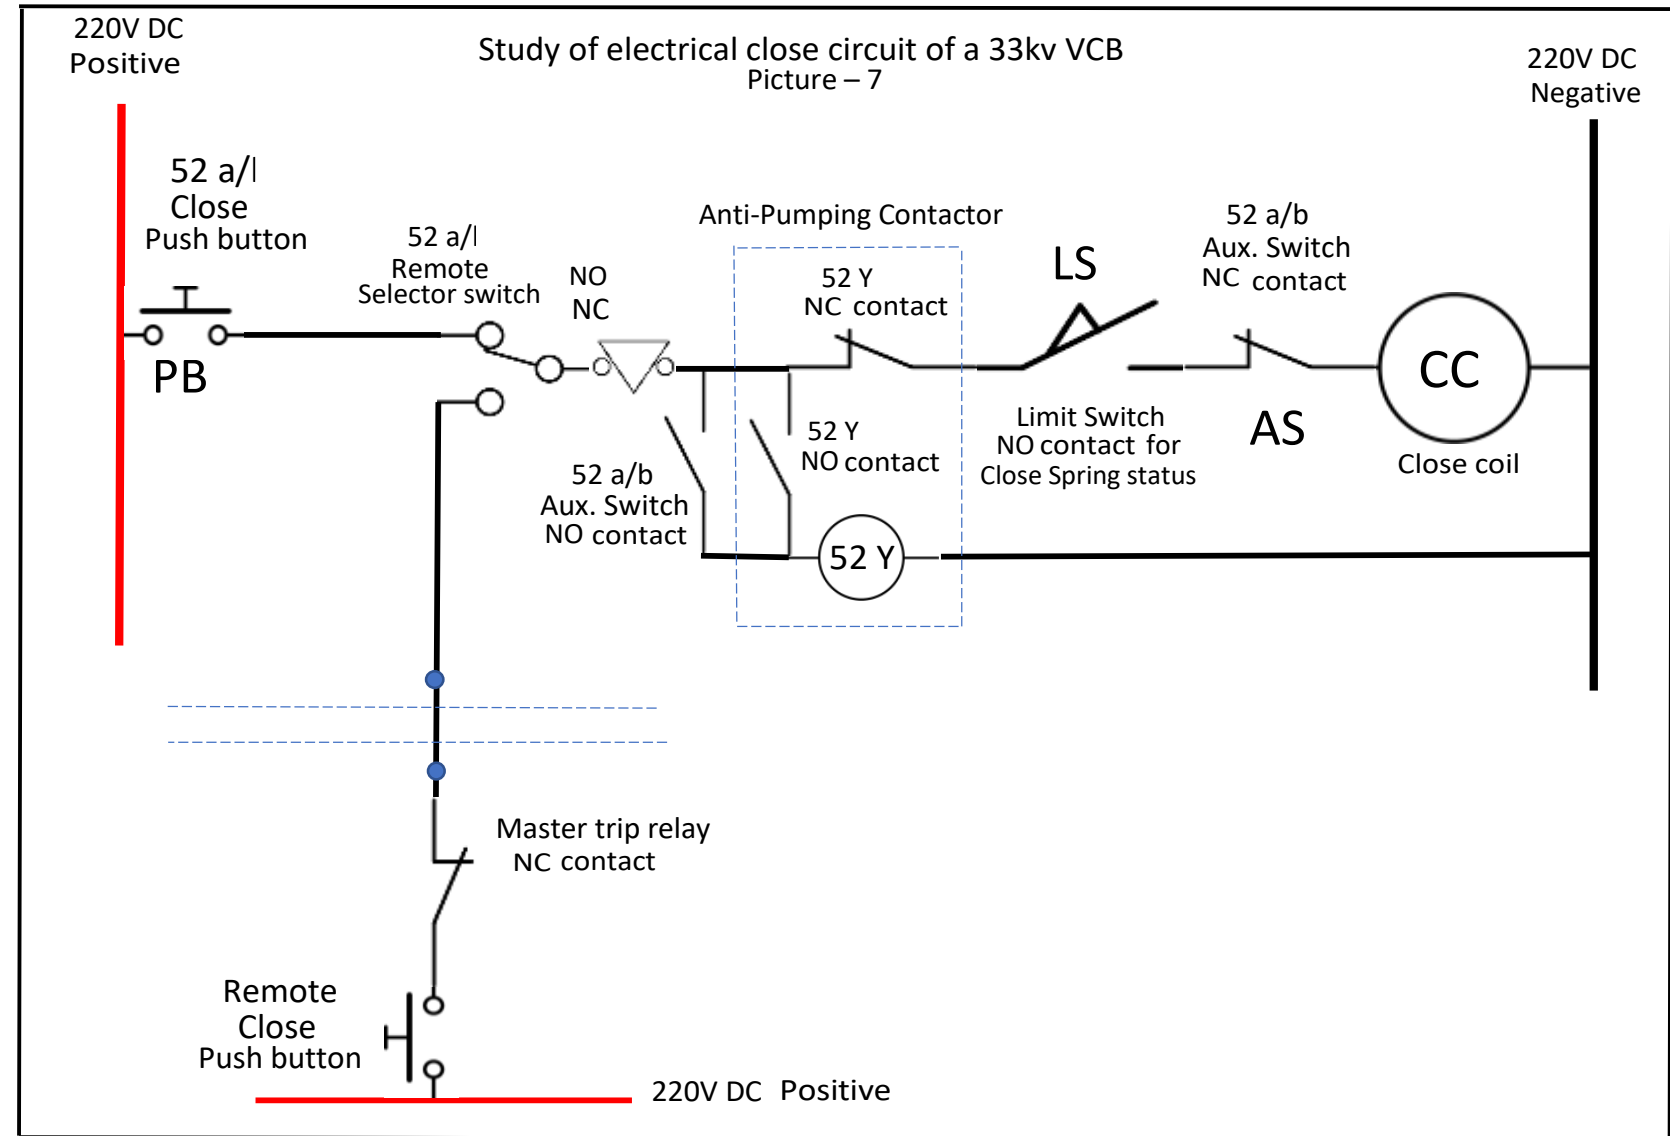 220V DC
Positive
Study of electrical close circuit of a 33kv VCB
Picture – 7
220V DC
Negative
52 a/l
Close
Push button
PB
52 a/l
Remote
Selector switch
NO
NC
Anti-Pumping Contactor
52 Y
NC contact
LS
52 a/b
Aux. Switch
NC contact
CC
Close coil
AS
Limit Switch
NO contact for
Close Spring status
52 Y
NO contact
52 a/b
Aux. Switch
NO contact
52 Y
Master trip relay
NC contact
Remote
Close
Push button
220V DC Positive